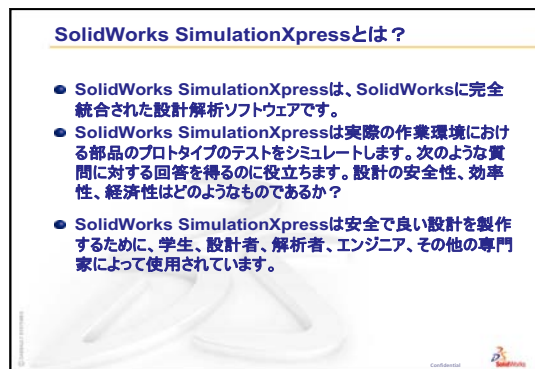 SolidWorks SimulationXpressとは？
SolidWorks SimulationXpressは、SolidWorksに完全
統合された設計解析ソフトウェアです。
SolidWorks SimulationXpressは実際の作業環境におけ
る部品のプロトタイプのテストをシミュレートします。次のような質
問に対する回答を得るのに役立ちます。設計の安全性、効率
性、経済性はどのようなものであるか？
SolidWorks SimulationXpressは安全で良い設計を製作
するために、学生、設計者、解析者、エンジニア、その他の専門
家によって使用されています。
© DASSAULT SYSTEMES
Confidential
SolidWorks